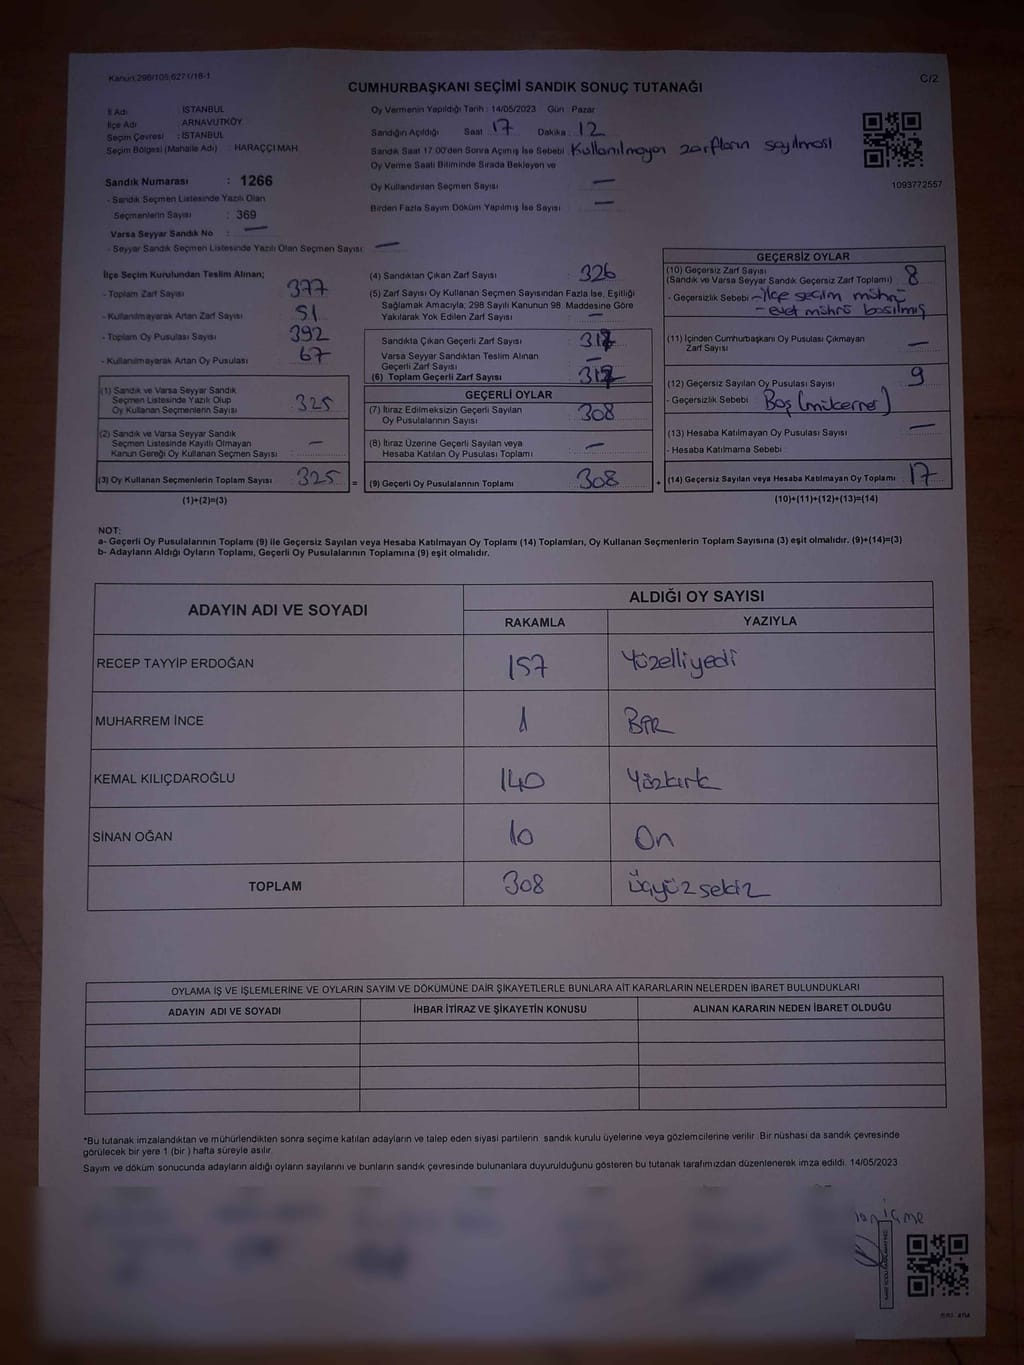 Kanun:298/105,6271/18-1
C/2
CUMHURBAŞKANI SEÇİMİ SANDIK SONUÇ TUTANAĞI
İl Adı : İSTANBUL
İlçe Adı : ARNAVUTKÖY
Seçim Çevresi : İSTANBUL
Seçim Bölgesi (Mahalle Adı) : HARAÇÇI MAH
Sandık Numarası : 1266
- Sandık Seçmen Listesinde Yazılı Olan
Seçmenlerin Sayısı : 369
Varsa Seyyar Sandık No : —
- Seyyar Sandık Seçmen Listesinde Yazılı Olan Seçmen Sayısı: —
Oy Vermenin Yapıldığı Tarih : 14/05/2023 Gün : Pazar
Sandığın Açıldığı Saat : 17 Dakika : 12
Sandık Saat 17.00'den Sonra Açılmış İse Sebebi : Kullanılmayan zarfların sayılması
Oy Verme Saati Bitiminde Sırada Bekleyen ve
Oy Kullandırılan Seçmen Sayısı : —
Birden Fazla Sayım Döküm Yapılmış İse Sayısı : —
1093772557
İlçe Seçim Kurulundan Teslim Alınan;
- Toplam Zarf Sayısı : 377
- Kullanılmayarak Artan Zarf Sayısı : 51
- Toplam Oy Pusulası Sayısı : 392
- Kullanılmayarak Artan Oy Pusulası : 67
(1) Sandık ve Varsa Seyyar Sandık
Seçmen Listesinde Yazılı Olup
Oy Kullanan Seçmenlerin Sayısı : 325
(2) Sandık ve Varsa Seyyar Sandık
Seçmen Listesinde Kayıtlı Olmayan
Kanun Gereği Oy Kullanan Seçmen Sayısı : —
(3) Oy Kullanan Seçmenlerin Toplam Sayısı : 325
(1)+(2)=(3)
(4) Sandıktan Çıkan Zarf Sayısı : 326
(5) Zarf Sayısı Oy Kullanan Seçmen Sayısından Fazla İse, Eşitliği
Sağlamak Amacıyla, 298 Sayılı Kanunun 98. Maddesine Göre
Yakılarak Yok Edilen Zarf Sayısı : —
Sandıkta Çıkan Geçerli Zarf Sayısı : 317
Varsa Seyyar Sandıktan Teslim Alınan
Geçerli Zarf Sayısı : —
(6) Toplam Geçerli Zarf Sayısı : 317
GEÇERLİ OYLAR
(7) İtiraz Edilmeksizin Geçerli Sayılan
Oy Pusulalarının Sayısı : 308
(8) İtiraz Üzerine Geçerli Sayılan veya
Hesaba Katılan Oy Pusulası Toplamı : —
= (9) Geçerli Oy Pusulalarının Toplamı : 308
GEÇERSİZ OYLAR
(10) Geçersiz Zarf Sayısı : 8
(Sandık ve Varsa Seyyar Sandık Geçersiz Zarf Toplamı)
- Geçersizlik Sebebi : - ilçe seçim mührü
- evet mührü basılmış
(11) İçinden Cumhurbaşkanı Oy Pusulası Çıkmayan
Zarf Sayısı : —
(12) Geçersiz Sayılan Oy Pusulası Sayısı : 9
- Geçersizlik Sebebi : Boş (mükerrer)
(13) Hesaba Katılmayan Oy Pusulası Sayısı : —
- Hesaba Katılmama Sebebi :
+ (14) Geçersiz Sayılan veya Hesaba Katılmayan Oy Toplamı : 17
(10)+(11)+(12)+(13)=(14)
NOT:
a- Geçerli Oy Pusulalarının Toplamı (9) ile Geçersiz Sayılan veya Hesaba Katılmayan Oy Toplamı (14) Toplamları, Oy Kullanan Seçmenlerin Toplam Sayısına (3) eşit olmalıdır. (9)+(14)=(3)
b- Adayların Aldığı Oyların Toplamı, Geçerli Oy Pusulalarının Toplamına (9) eşit olmalıdır.
ADAYIN ADI VE SOYADI
ALDIĞI OY SAYISI
RAKAMLA YAZIYLA
RECEP TAYYİP ERDOĞAN 157 Yüzelliyedi
MUHARREM İNCE 1 BİR
KEMAL KILIÇDAROĞLU 140 Yüzkırk
SİNAN OĞAN 10 On
TOPLAM 308 Üçyüzsekiz
OYLAMA İŞ VE İŞLEMLERİNE VE OYLARIN SAYIM VE DÖKÜMÜNE DAİR ŞİKAYETLERLE BUNLARA AİT KARARLARIN NELERDEN İBARET BULUNDUKLARI
ADAYIN ADI VE SOYADI İHBAR İTİRAZ VE ŞİKAYETİN KONUSU ALINAN KARARIN NEDEN İBARET OLDUĞU
*Bu tutanak imzalandıktan ve mühürlendikten sonra seçime katılan adayların ve talep eden siyasi partilerin sandık kurulu üyelerine veya gözlemcilerine verilir. Bir nüshası da sandık çevresinde
görülecek bir yere 1 (bir ) hafta süreyle asılır.
Sayım ve döküm sonucunda adayların aldığı oyların sayılarını ve bunların sandık çevresinde bulunanlara duyurulduğunu gösteren bu tutanak tarafımızdan düzenlenerek imza edildi. 14/05/2023